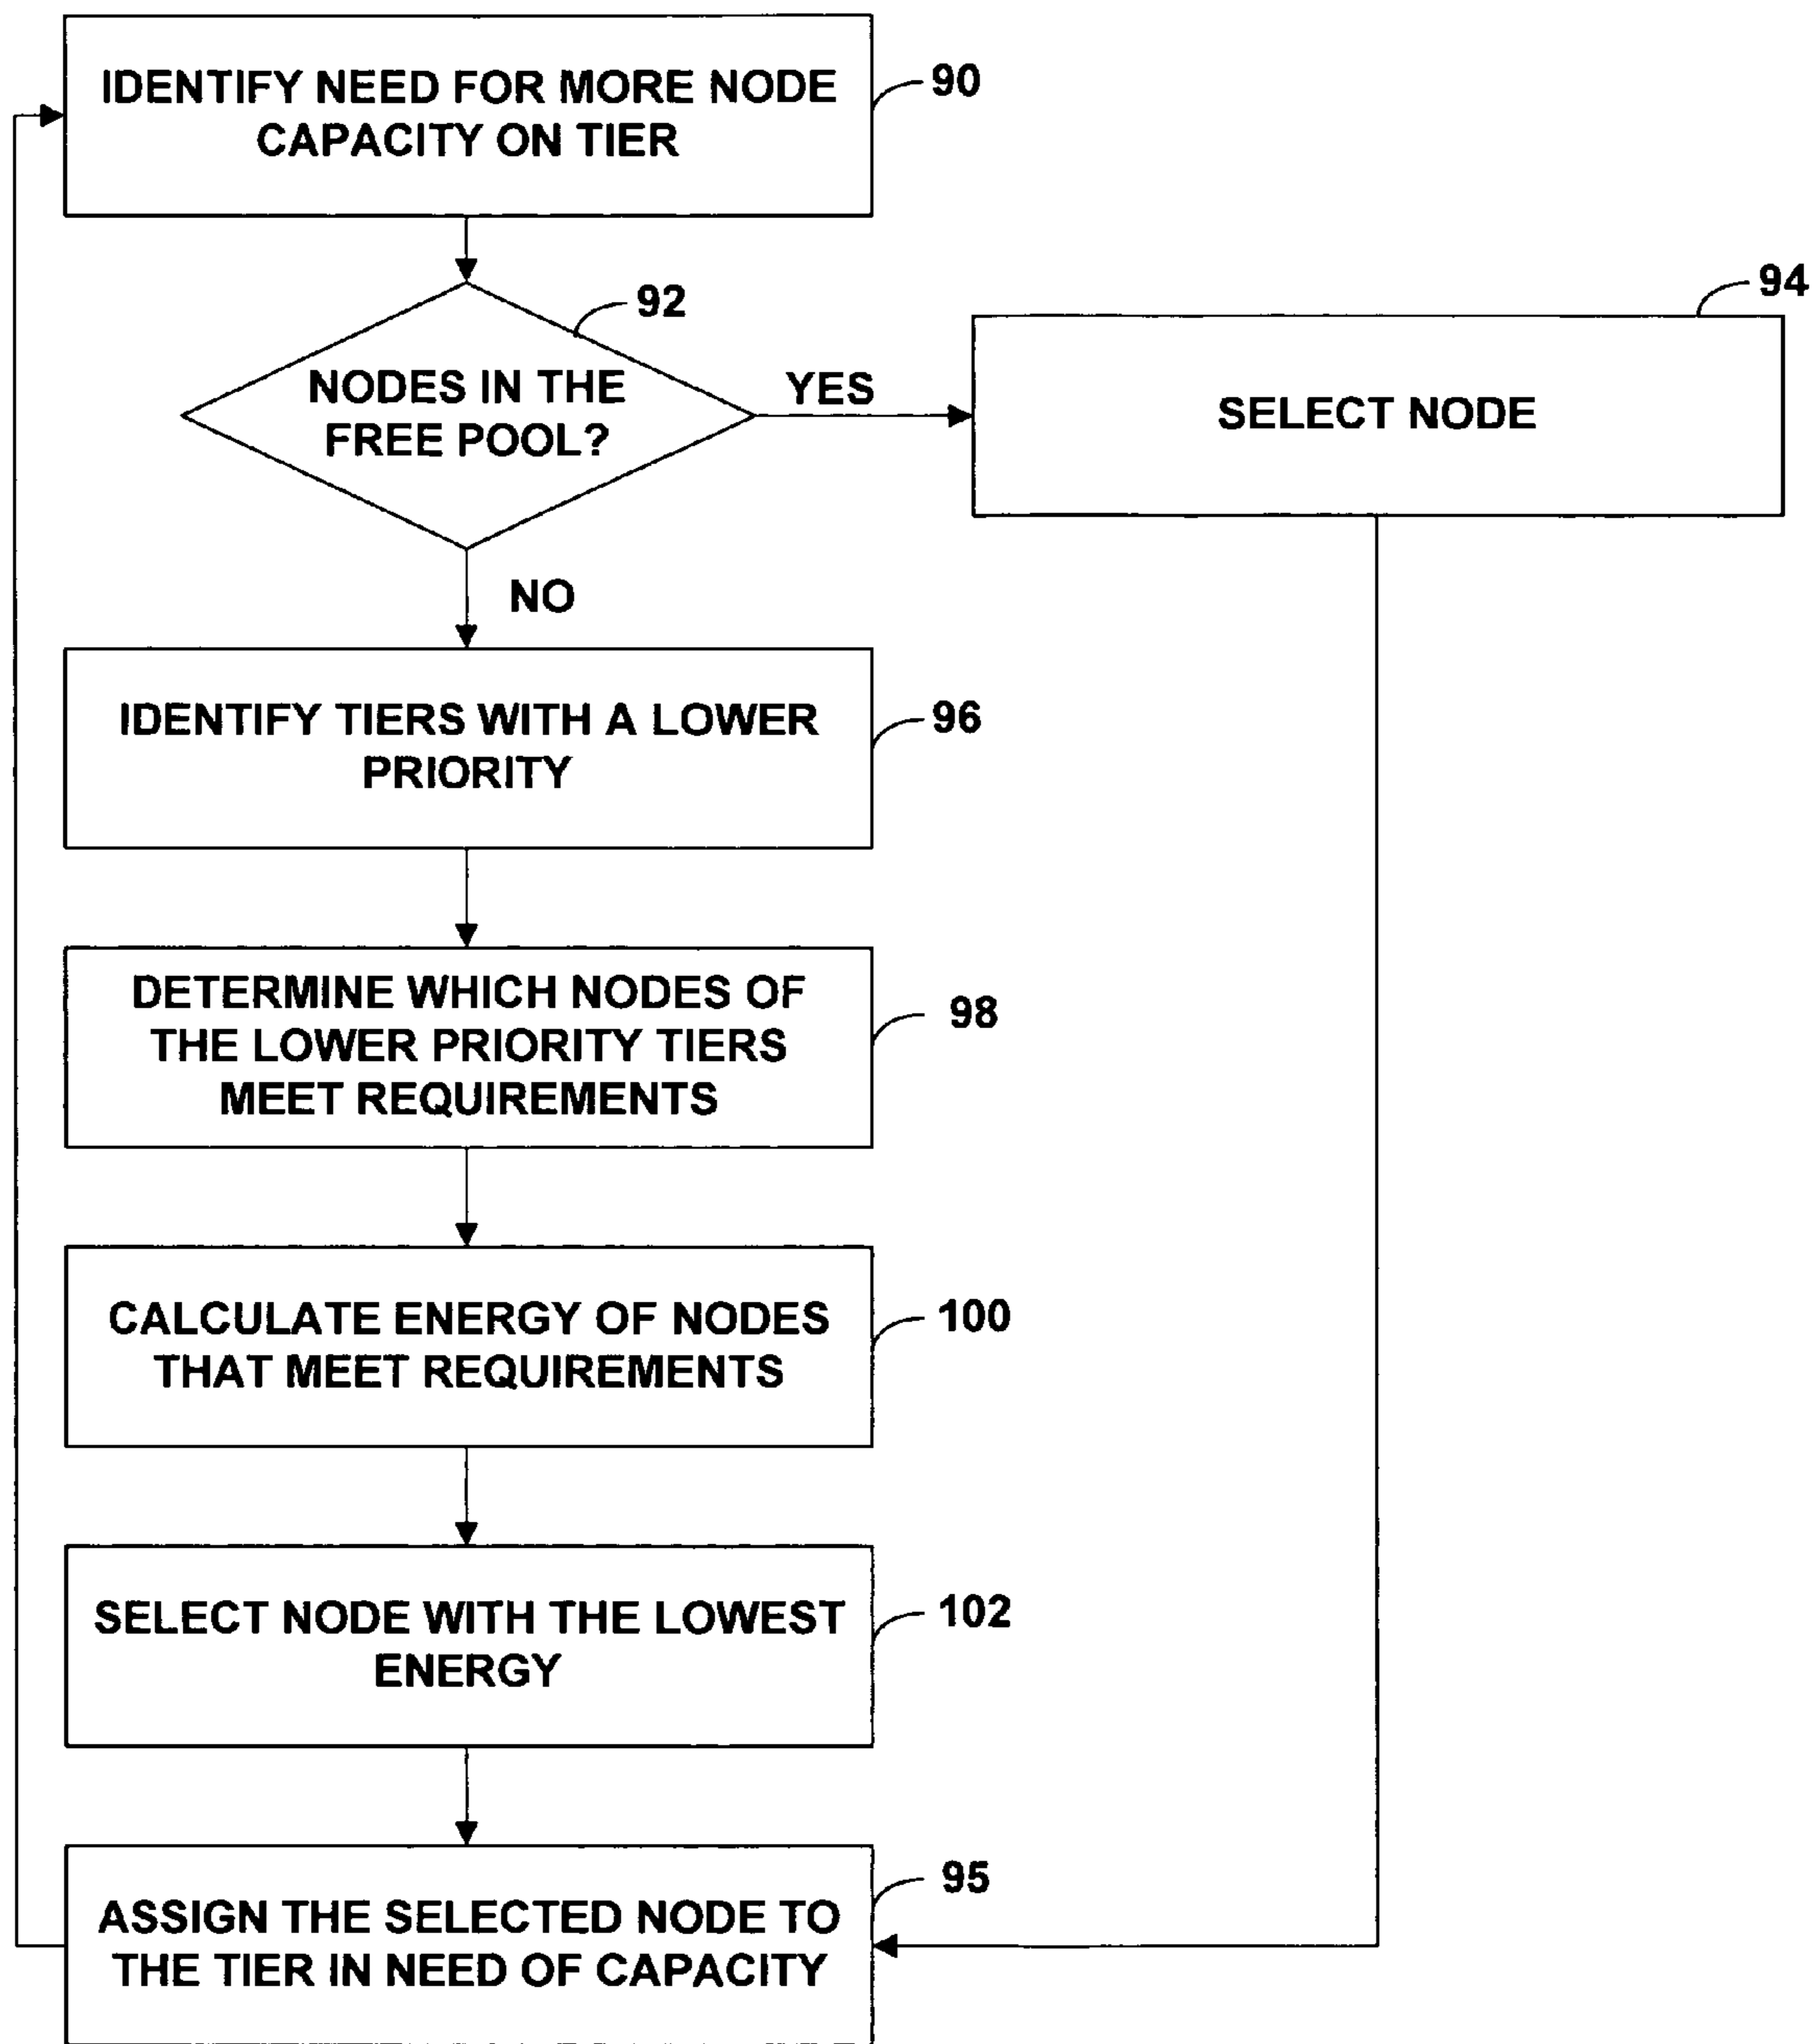 IDENTIFY NEED FOR MORE NODE
CAPACITY ON TIER
90
92
NODES IN THE
FREE POOL?
YES
94
SELECT NODE
NO
IDENTIFY TIERS WITH A LOWER
PRIORITY
96
DETERMINE WHICH NODES OF
THE LOWER PRIORITY TIERS
MEET REQUIREMENTS
98
CALCULATE ENERGY OF NODES
THAT MEET REQUIREMENTS
100
SELECT NODE WITH THE LOWEST
ENERGY
102
ASSIGN THE SELECTED NODE TO
THE TIER IN NEED OF CAPACITY
95